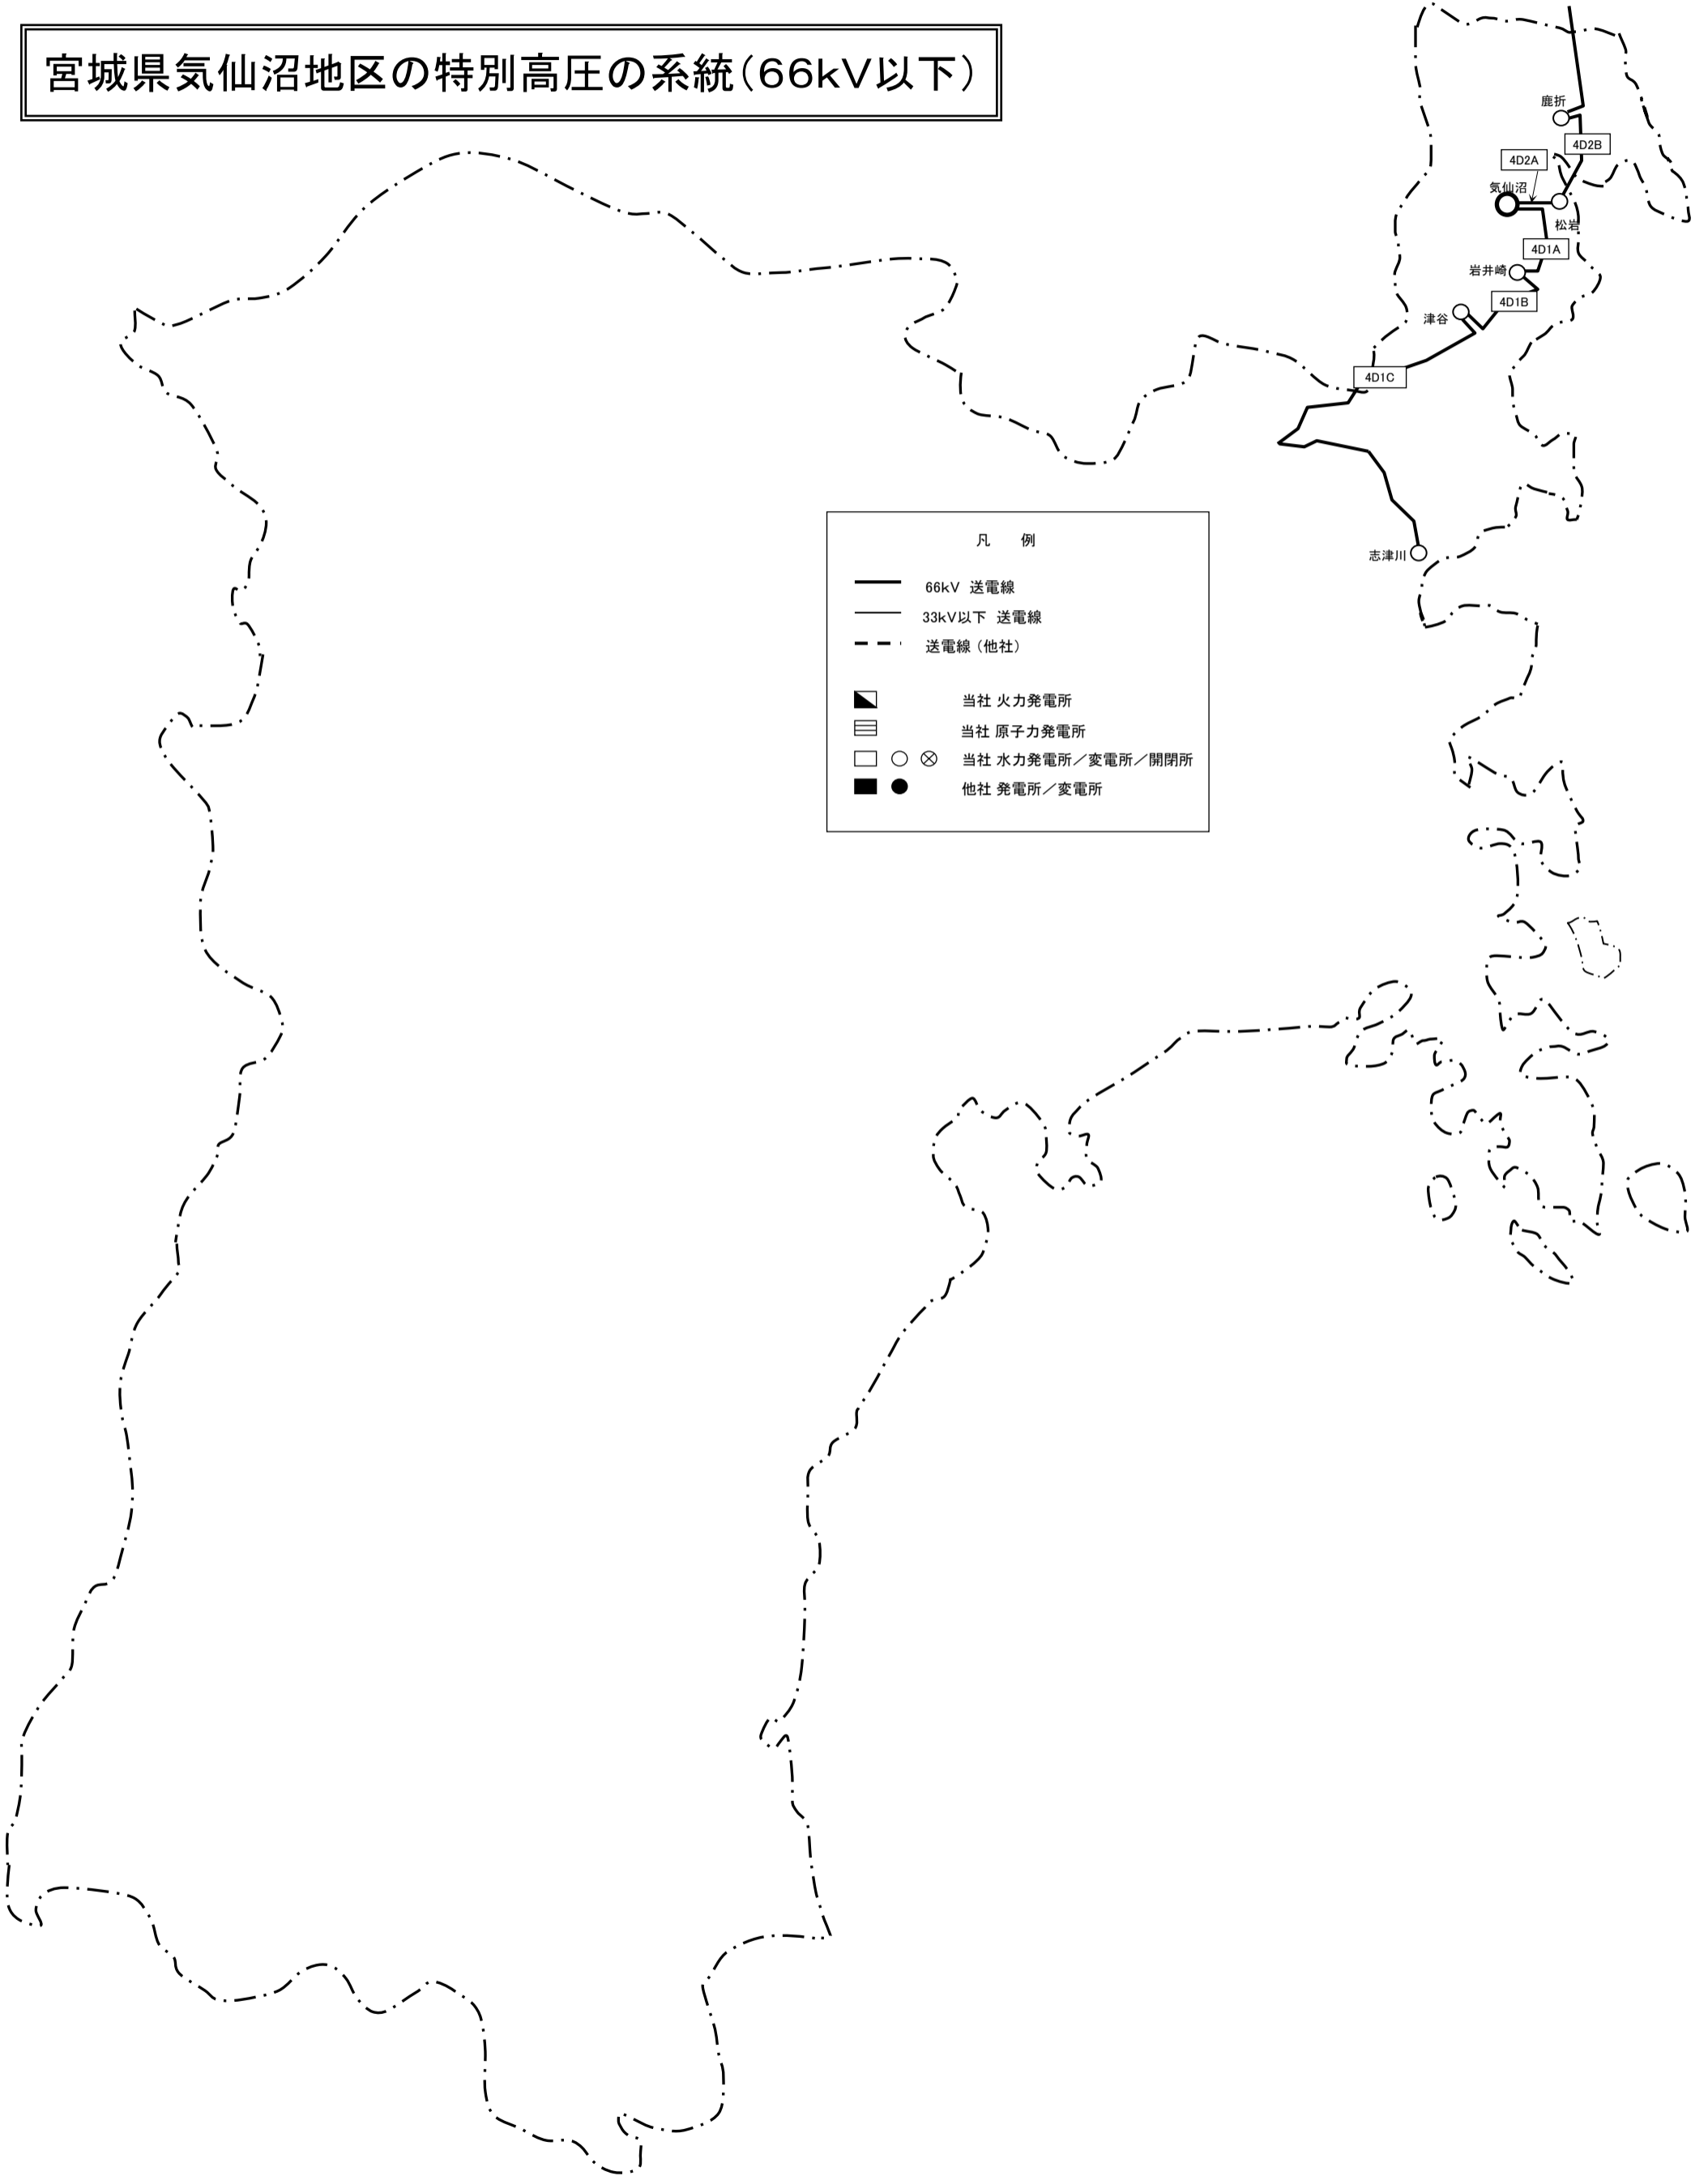 宮城県気仙沼地区の特別高圧の系統(66kV以下)
鹿折
4D2B
4D2A
気仙沼
松岩
4D1A
岩井崎
4D1B
津谷
4D1C
志津川
凡 例
66kV 送電線
33kV以下 送電線
送電線(他社)
当社 火力発電所
当社 原子力発電所
当社 水力発電所/変電所/開閉所
他社 発電所/変電所